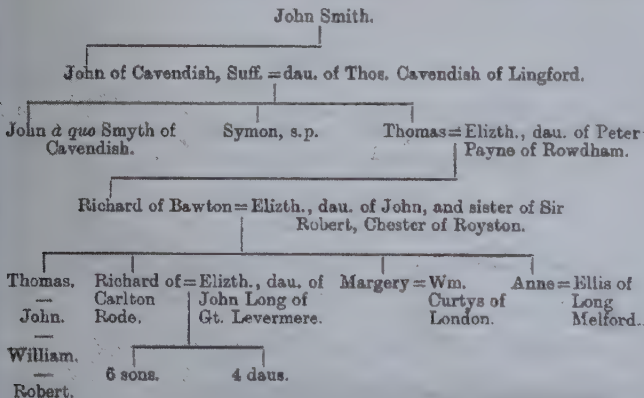 John Smith.
John of Cavendish, Suff. = dau. of Thos. Cavendish of Lingford.
John à quo Smyth of Cavendish.
Symon, s.p.
Thomas = Elizth., dau. of Peter Payne of Rowdham.
Richard of Bawton = Elizth., dau. of John, and sister of Sir
Robert, Chester of Royston.
Thomas.
—
John.
—
William.
—
Robert.
Richard of Carlton Rode. = Elizth., dau. of John Long of Gt. Levermere.
Margery = Wm. Curtys of London.
Anne = Ellis of Long Melford.
6 sons.
4 daus.